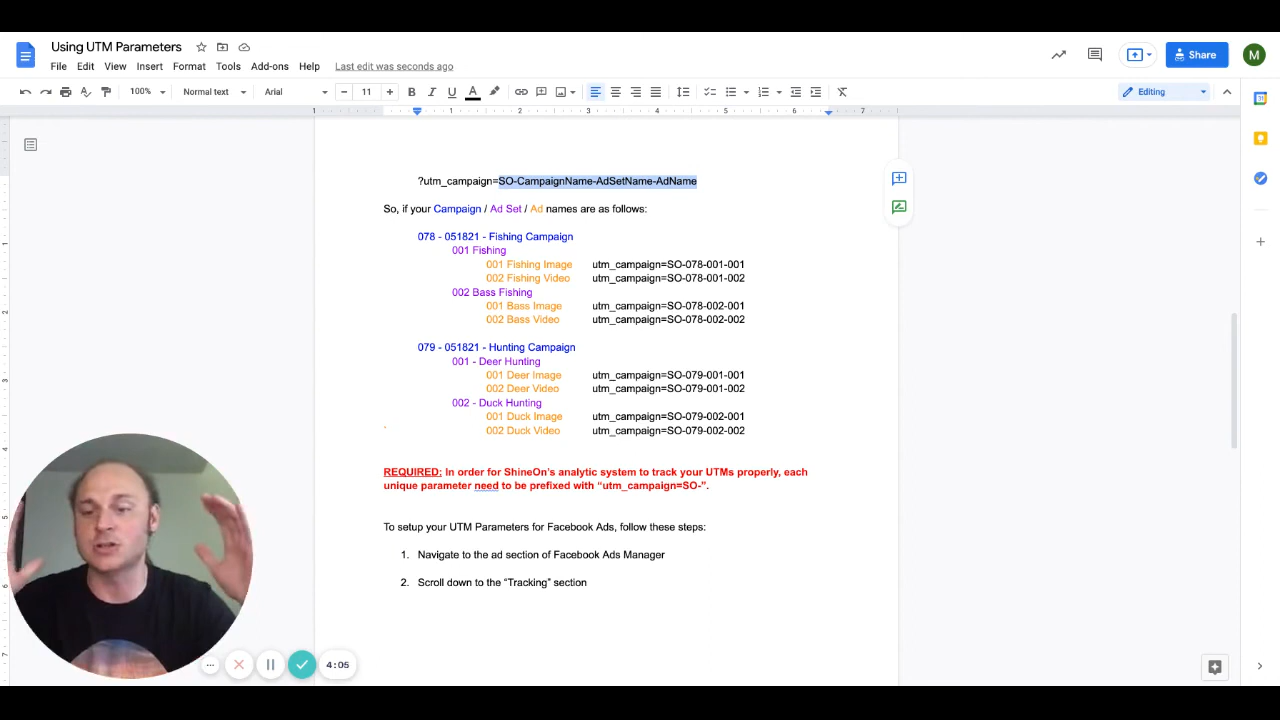 Using UTM Parameters
File Edit View Insert Format Tools Add-ons Help Last edit was seconds ago
Share
M
100% Normal text Arial 11 B I U A
Editing
1 1 2 3 4 5 6 7
?utm_campaign=SO-CampaignName-AdSetName-AdName
So, if your Campaign / Ad Set / Ad names are as follows:
078 - 051821 - Fishing Campaign
001 Fishing
001 Fishing Image utm_campaign=SO-078-001-001
002 Fishing Video utm_campaign=SO-078-001-002
002 Bass Fishing
001 Bass Image utm_campaign=SO-078-002-001
002 Bass Video utm_campaign=SO-078-002-002
079 - 051821 - Hunting Campaign
001 - Deer Hunting
001 Deer Image utm_campaign=SO-079-001-001
002 Deer Video utm_campaign=SO-079-001-002
002 - Duck Hunting
001 Duck Image utm_campaign=SO-079-002-001
002 Duck Video utm_campaign=SO-079-002-002
REQUIRED: In order for ShineOn's analytic system to track your UTMs properly, each
unique parameter need to be prefixed with “utm_campaign=SO-”.
To setup your UTM Parameters for Facebook Ads, follow these steps:
1. Navigate to the ad section of Facebook Ads Manager
2. Scroll down to the “Tracking” section
4:05